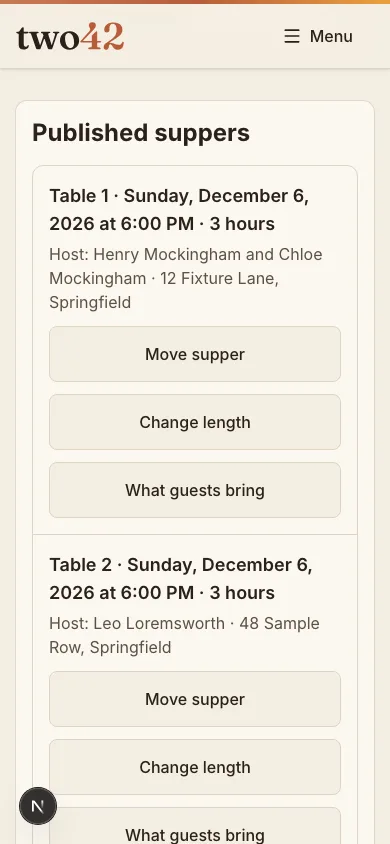 two42
☰ Menu
Published suppers
Table 1 · Sunday, December 6,
2026 at 6:00 PM · 3 hours
Host: Henry Mockingham and Chloe
Mockingham · 12 Fixture Lane,
Springfield
Move supper
Change length
What guests bring
Table 2 · Sunday, December 6,
2026 at 6:00 PM · 3 hours
Host: Leo Loremsworth · 48 Sample
Row, Springfield
Move supper
Change length
N
What guests bring